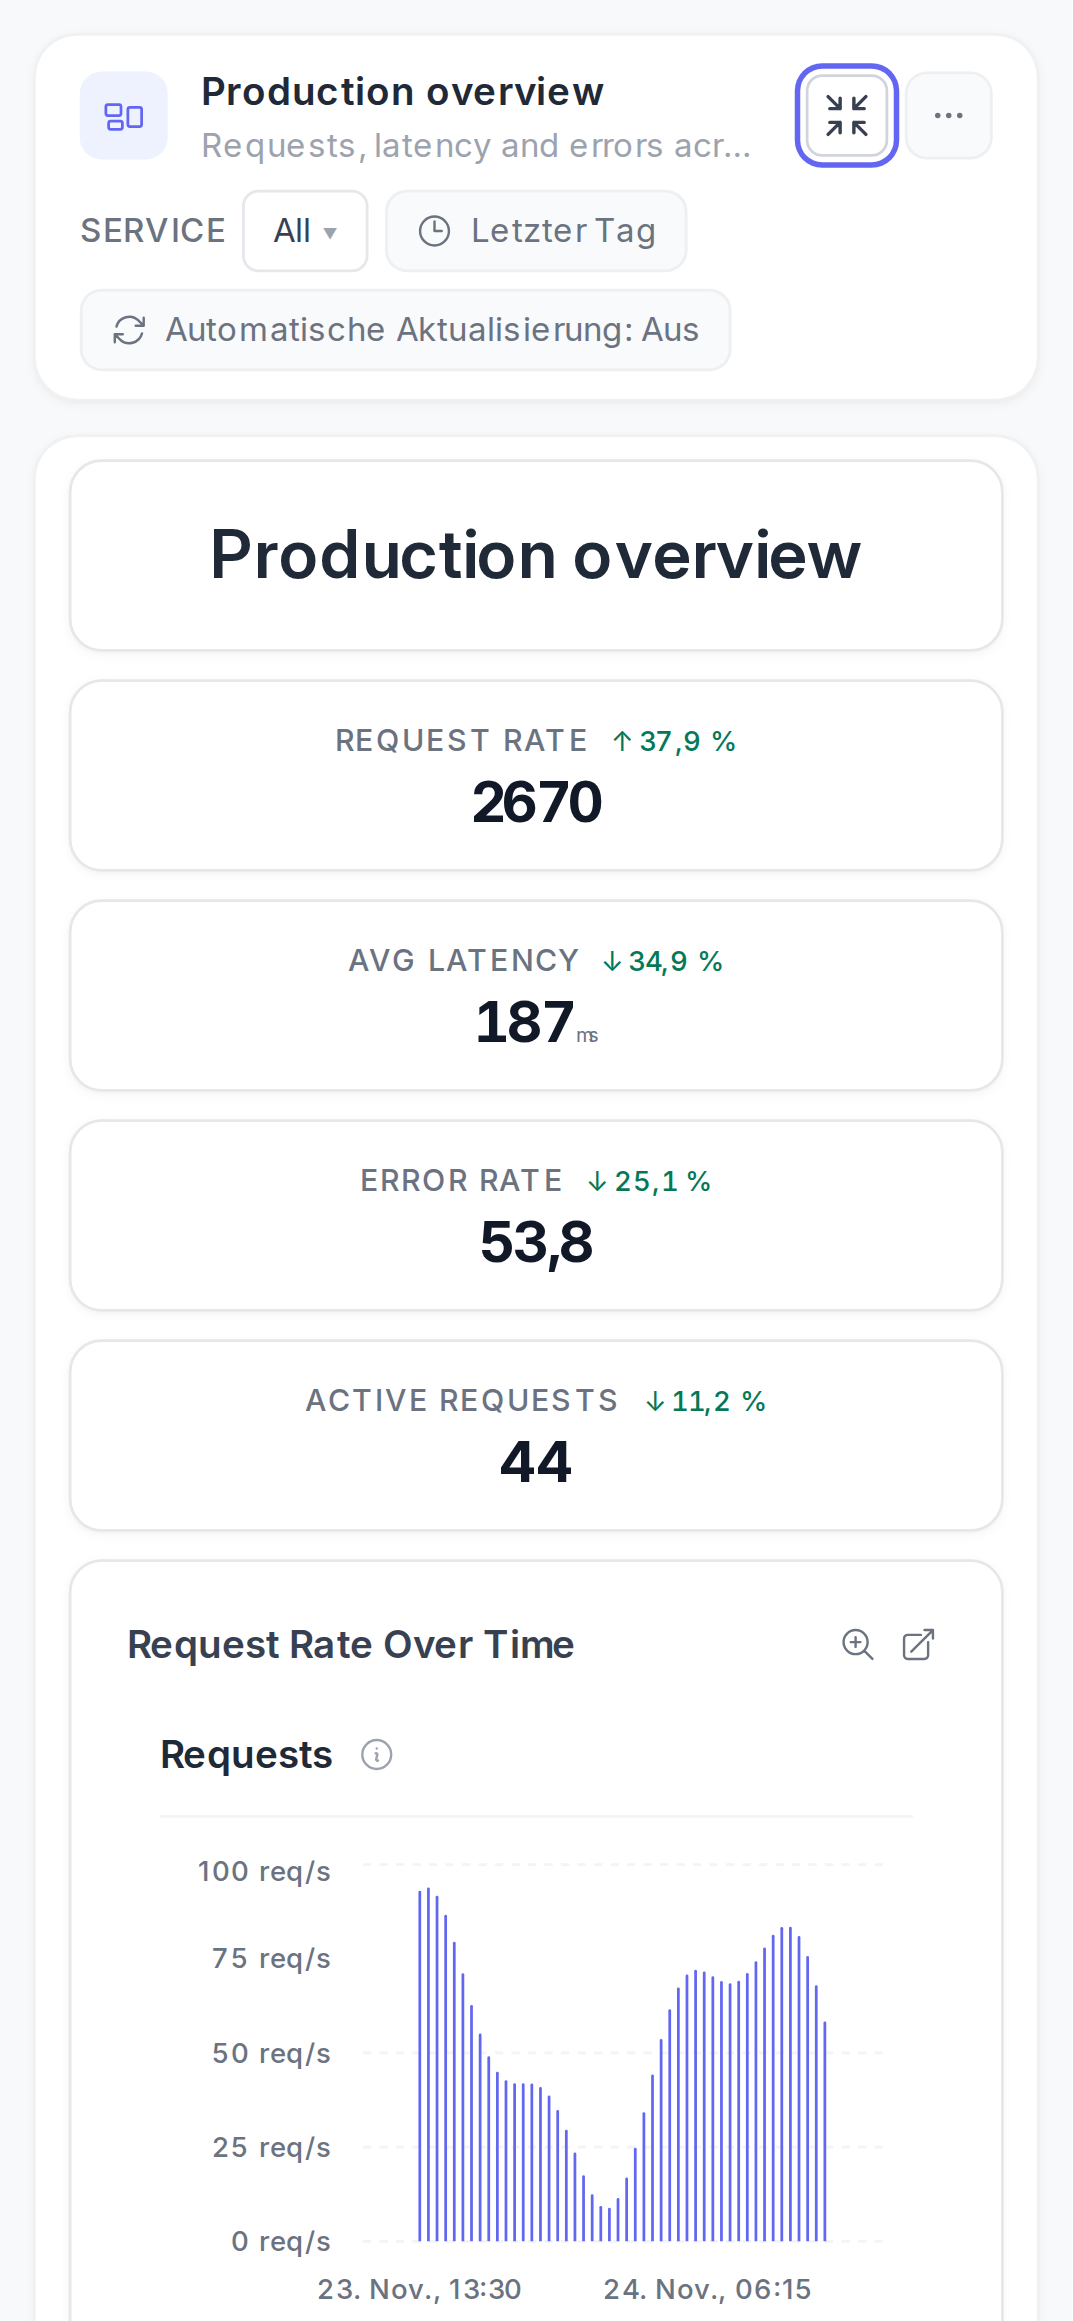 Production overview
Requests, latency and errors acr...
SERVICE All ▾ Letzter Tag
Automatische Aktualisierung: Aus
Production overview
REQUEST RATE ↑ 37,9 %
2670
AVG LATENCY ↓ 34,9 %
187 ms
ERROR RATE ↓ 25,1 %
53,8
ACTIVE REQUESTS ↓ 11,2 %
44
Request Rate Over Time
Requests
100 req/s
75 req/s
50 req/s
25 req/s
0 req/s
23. Nov., 13:30 24. Nov., 06:15